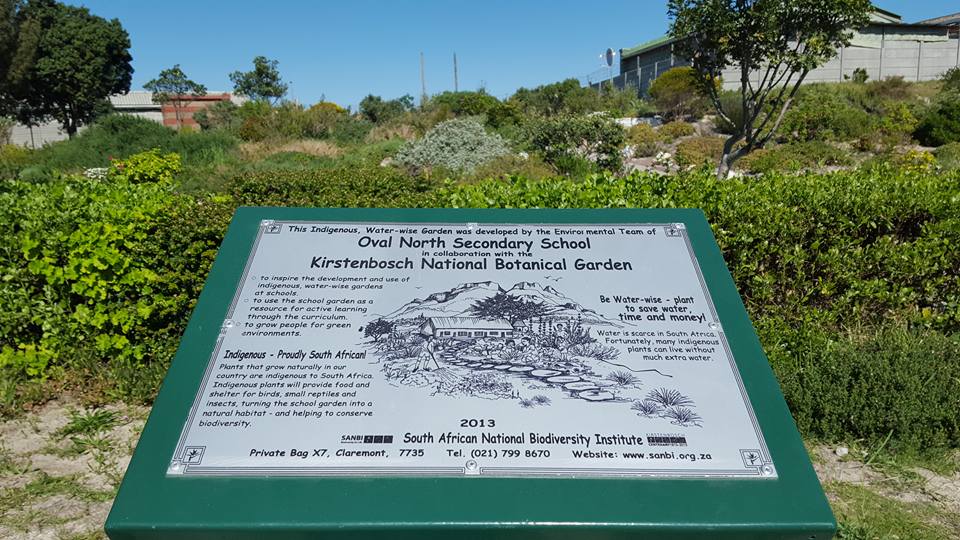 This Indigenous, Water-wise Garden was developed by the Enviromental Team of
Oval North Secondary School
in collaboration with the
Kirstenbosch National Botanical Garden
to inspire the development and use of
indigenous, water-wise gardens
at schools.
to use the school garden as a
resource for active learning
through the curriculum.
to grow people for green
environments.
Indigenous - Proudly South African!
Plants that grow naturally in our
country are indigenous to South Africa.
Indigenous plants will provide food and
shelter for birds, small reptiles and
insects, turning the school garden into a
natural habitat - and helping to conserve
biodiversity.
Be Water-wise - plant
to save water,
time and money!
Water is scarce in South Africa.
Fortunately, many indigenous
plants can live without
much extra water.
2013
SANBI
South African National Biodiversity Institute
KIRSTENBOSCH
Private Bag X7, Claremont, 7735 Tel. (021) 799 8670 Website: www.sanbi.org.za